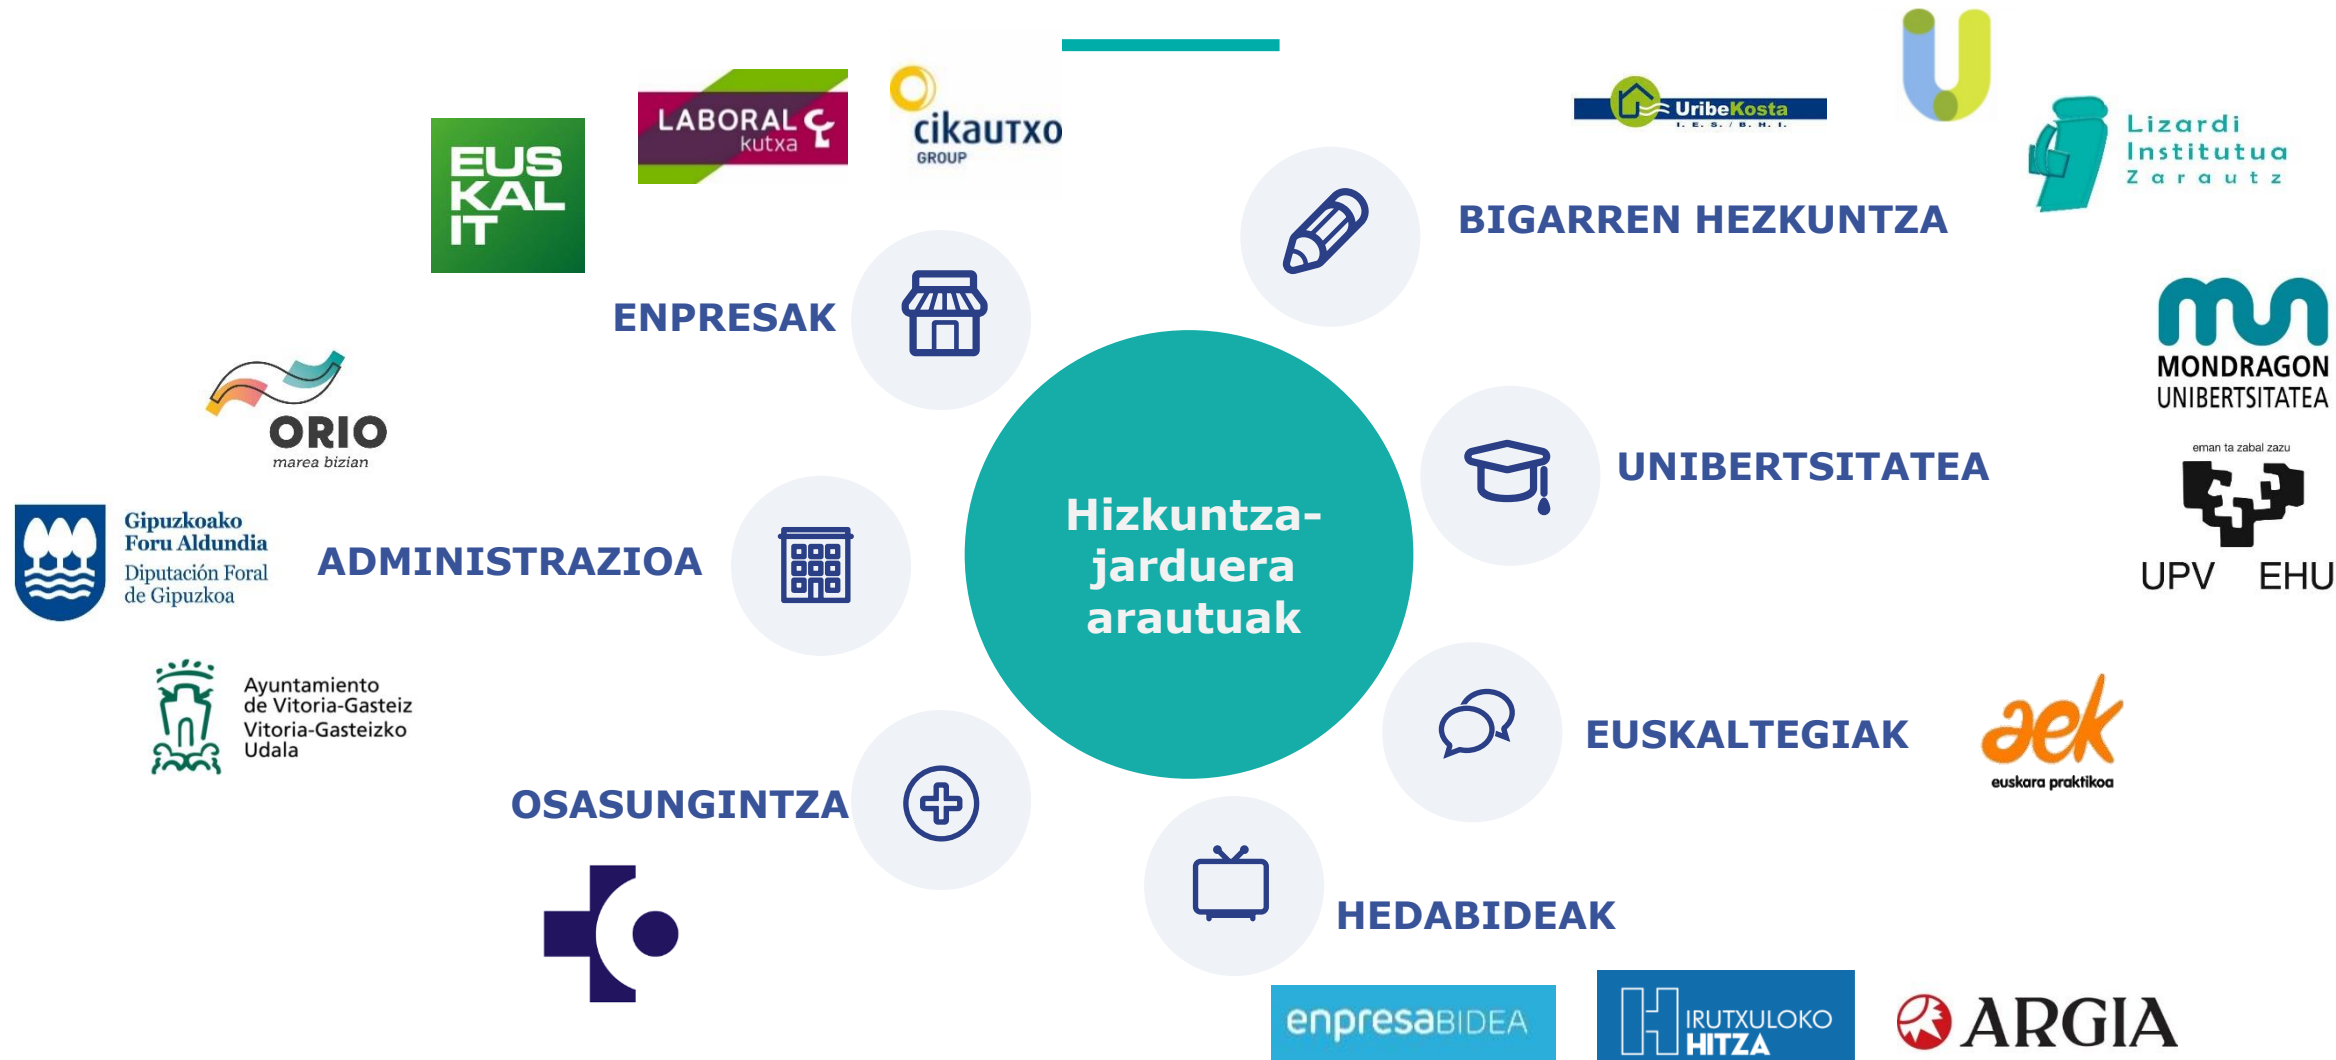 LABORAL
kutxa
cikautxo
GROUP
EUS
KAL
IT
ENPRESAK
UribeKosta
I. E. S. / B. H. I.
Lizardi
Institutua
Zarautz
BIGARREN HEZKUNTZA
MONDRAGON
UNIBERTSITATEA
ORIO
marea bizian
eman ta zabal zazu
UPV EHU
UNIBERTSITATEA
Hizkuntza-
jarduera
arautuak
Gipuzkoako
Foru Aldundia
Diputación Foral
de Gipuzkoa
ADMINISTRAZIOA
Ayuntamiento
de Vitoria-Gasteiz
Vitoria-Gasteizko
Udala
EUSKALTEGIAK
aek
euskara praktikoa
OSASUNGINTZA
HEDABIDEAK
enpresaBIDEA
IRUTXULOKO
HITZA
ARGIA